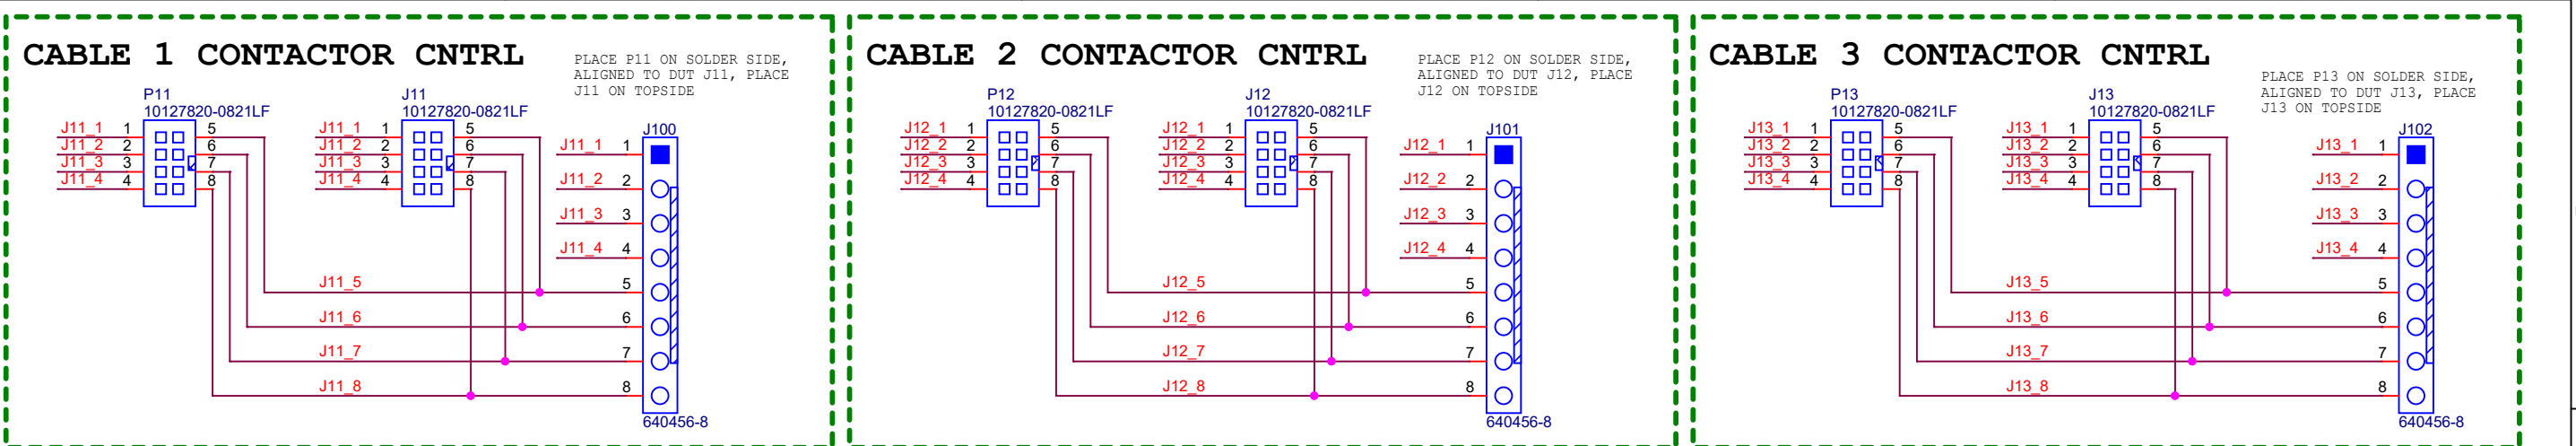 CABLE 1 CONTACTOR CNTRL
PLACE P11 ON SOLDER SIDE,
ALIGNED TO DUT J11, PLACE
J11 ON TOPSIDE
P11
10127820-0821LF
J11_1 1 5
J11_2 2 6
J11_3 3 7
J11_4 4 8
J11
10127820-0821LF
J11_1 1 5
J11_2 2 6
J11_3 3 7
J11_4 4 8
J100
J11_1 1
J11_2 2
J11_3 3
J11_4 4
J11_5 5
J11_6 6
J11_7 7
J11_8 8
640456-8
CABLE 2 CONTACTOR CNTRL
PLACE P12 ON SOLDER SIDE,
ALIGNED TO DUT J12, PLACE
J12 ON TOPSIDE
P12
10127820-0821LF
J12_1 1 5
J12_2 2 6
J12_3 3 7
J12_4 4 8
J12
10127820-0821LF
J12_1 1 5
J12_2 2 6
J12_3 3 7
J12_4 4 8
J101
J12_1 1
J12_2 2
J12_3 3
J12_4 4
J12_5 5
J12_6 6
J12_7 7
J12_8 8
640456-8
CABLE 3 CONTACTOR CNTRL
PLACE P13 ON SOLDER SIDE,
ALIGNED TO DUT J13, PLACE
J13 ON TOPSIDE
P13
10127820-0821LF
J13_1 1 5
J13_2 2 6
J13_3 3 7
J13_4 4 8
J13
10127820-0821LF
J13_1 1 5
J13_2 2 6
J13_3 3 7
J13_4 4 8
J102
J13_1 1
J13_2 2
J13_3 3
J13_4 4
J13_5 5
J13_6 6
J13_7 7
J13_8 8
640456-8